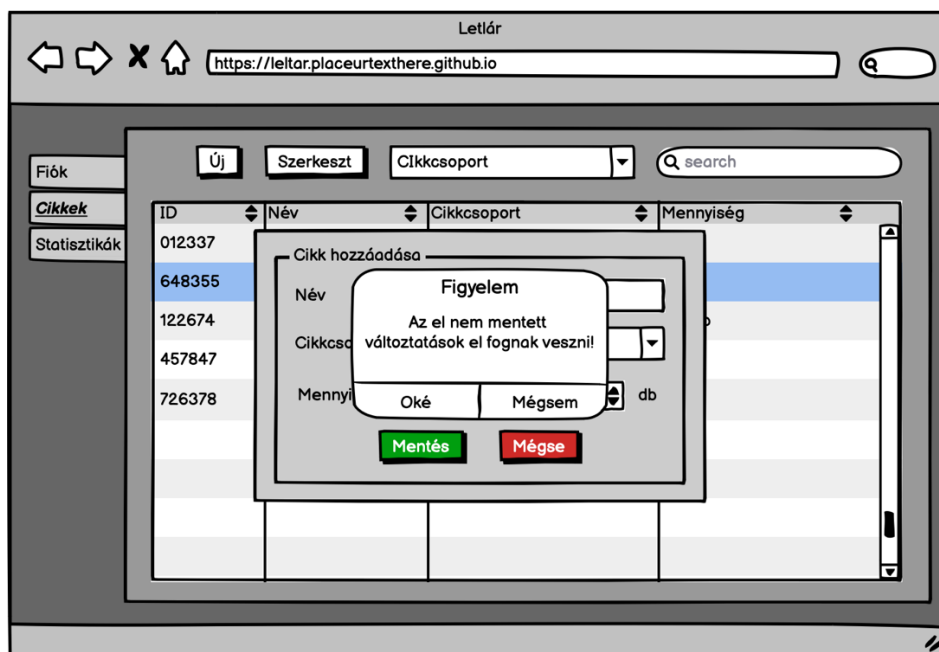 Letlár
https://leltar.placeurtexthere.github.io
Új
Szerkeszt
CIkkcsoport
search
Fiók
Cikkek
Statisztikák
ID
Név
Cikkcsoport
Mennyiség
012337
648355
122674
457847
726378
Cikk hozzáadása
Név
Cikkcso
Mennyi
db
Figyelem
Az el nem mentett
változtatások el fognak veszni!
Oké
Mégsem
Mentés
Mégse